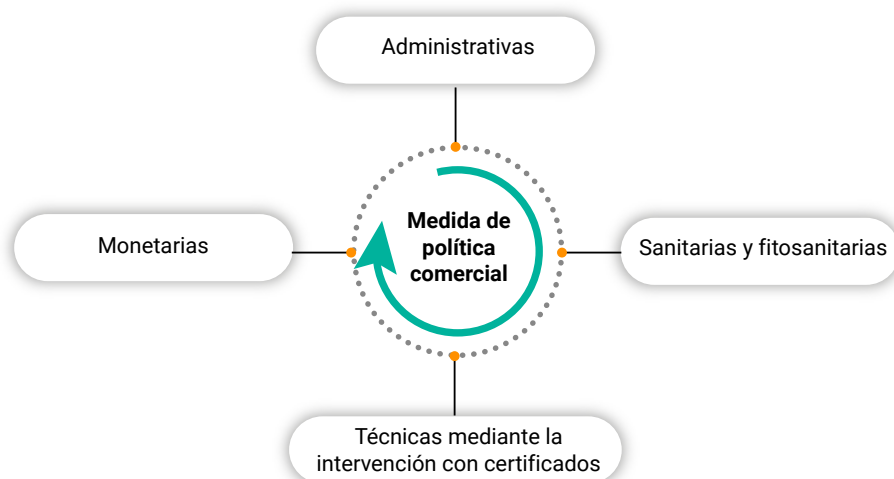 Administrativas
Monetarias
Medida de
política
comercial
Sanitarias y fitosanitarias
Técnicas mediante la
intervención con certificados